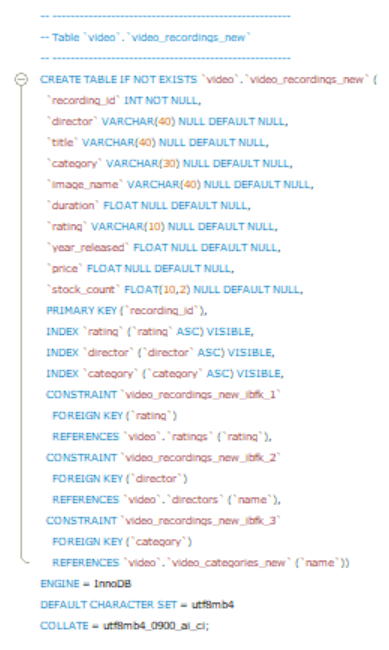 -- -----------------------------------------------------
-- Table `video`.`video_recordings_new`
-- -----------------------------------------------------
CREATE TABLE IF NOT EXISTS `video`.`video_recordings_new` (
`recording_id` INT NOT NULL,
`director` VARCHAR(40) NULL DEFAULT NULL,
`title` VARCHAR(40) NULL DEFAULT NULL,
`category` VARCHAR(30) NULL DEFAULT NULL,
`image_name` VARCHAR(40) NULL DEFAULT NULL,
`duration` FLOAT NULL DEFAULT NULL,
`rating` VARCHAR(10) NULL DEFAULT NULL,
`year_released` FLOAT NULL DEFAULT NULL,
`price` FLOAT NULL DEFAULT NULL,
`stock_count` FLOAT(10,2) NULL DEFAULT NULL,
PRIMARY KEY (`recording_id`),
INDEX `rating` (`rating` ASC) VISIBLE,
INDEX `director` (`director` ASC) VISIBLE,
INDEX `category` (`category` ASC) VISIBLE,
CONSTRAINT `video_recordings_new_ibfk_1`
FOREIGN KEY (`rating`)
REFERENCES `video`.`ratings` (`rating`),
CONSTRAINT `video_recordings_new_ibfk_2`
FOREIGN KEY (`director`)
REFERENCES `video`.`directors` (`name`),
CONSTRAINT `video_recordings_new_ibfk_3`
FOREIGN KEY (`category`)
REFERENCES `video`.`video_categories_new` (`name`))
ENGINE = InnoDB
DEFAULT CHARACTER SET = utf8mb4
COLLATE = utf8mb4_0900_ai_ci;